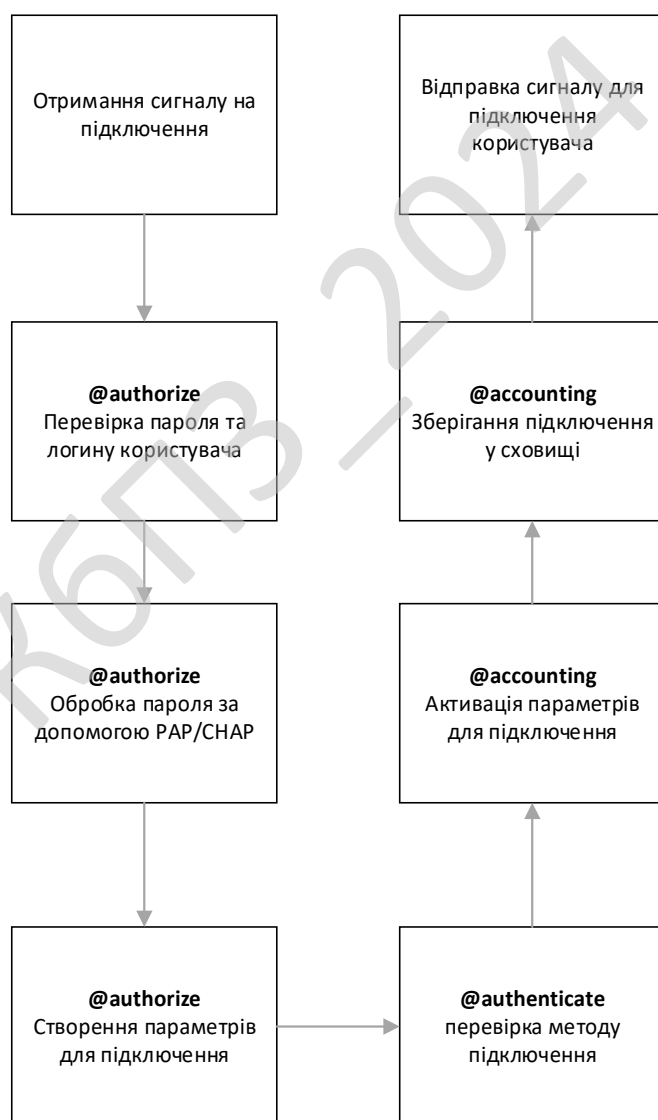 Отримання сигналу на
підключення
@authorize
Перевірка пароля та
логину користувача
@authorize
Обробка пароля за
допомогою PAP/CHAP
@authorize
Створення параметрів
для підключення
@authenticate
перевірка методу
підключення
@accounting
Активація параметрів
для підключення
@accounting
Зберігання підключення
у сховищі
Відправка сигналу для
підключення
користувача
КбПЗ_2024